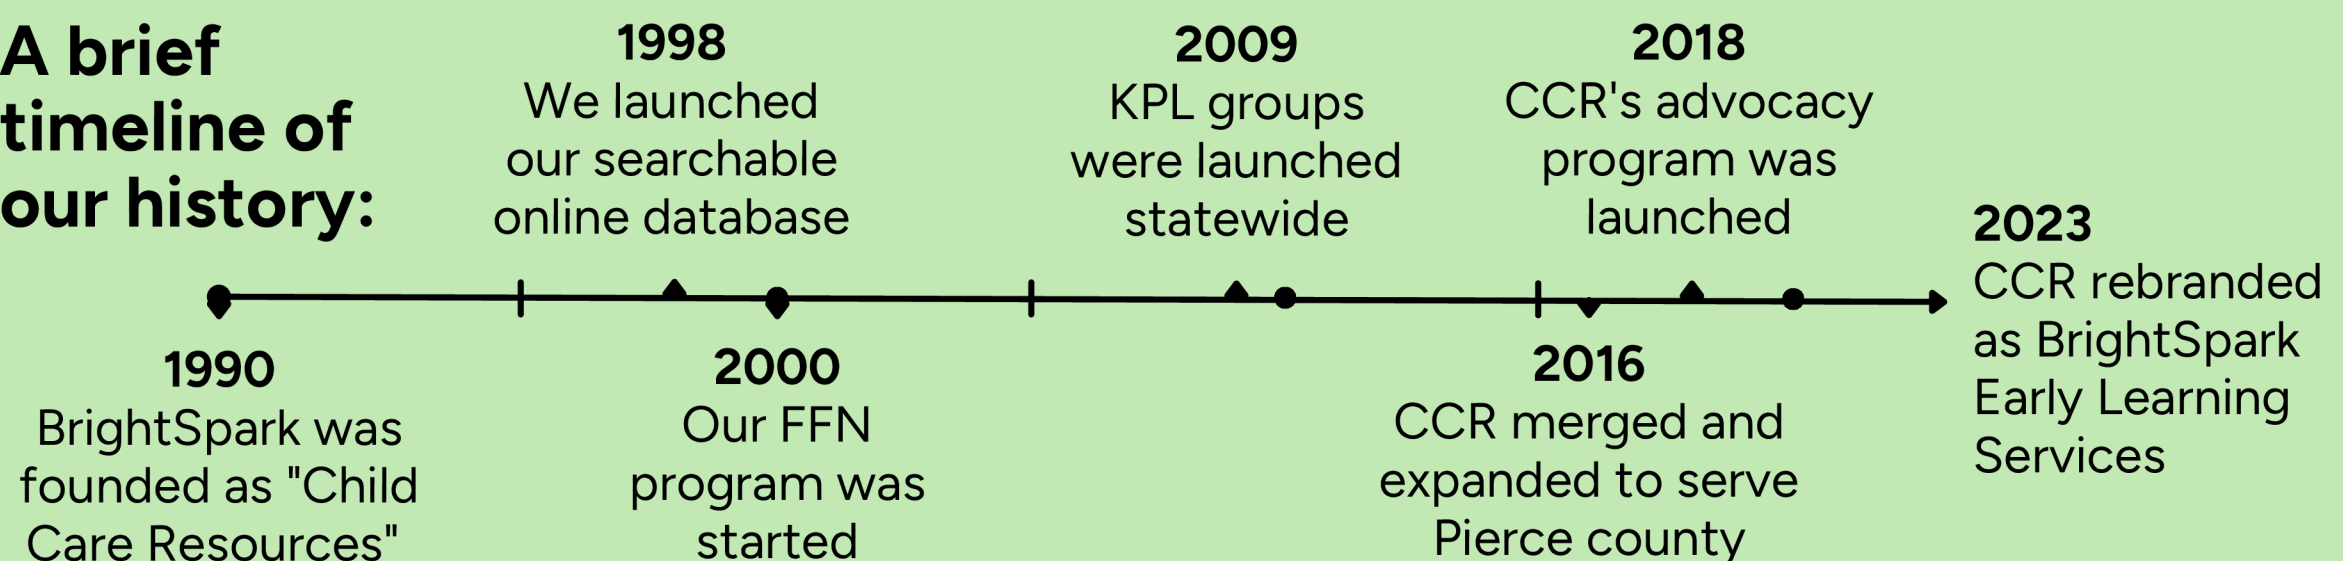 A brief
timeline of
our history:
1990
BrightSpark was
founded as "Child
Care Resources"
1998
We launched
our searchable
online database
2000
Our FFN
program was
started
2009
KPL groups
were launched
statewide
2016
CCR merged and
expanded to serve
Pierce county
2018
CCR's advocacy
program was
launched
2023
CCR rebranded
as BrightSpark
Early Learning
Services